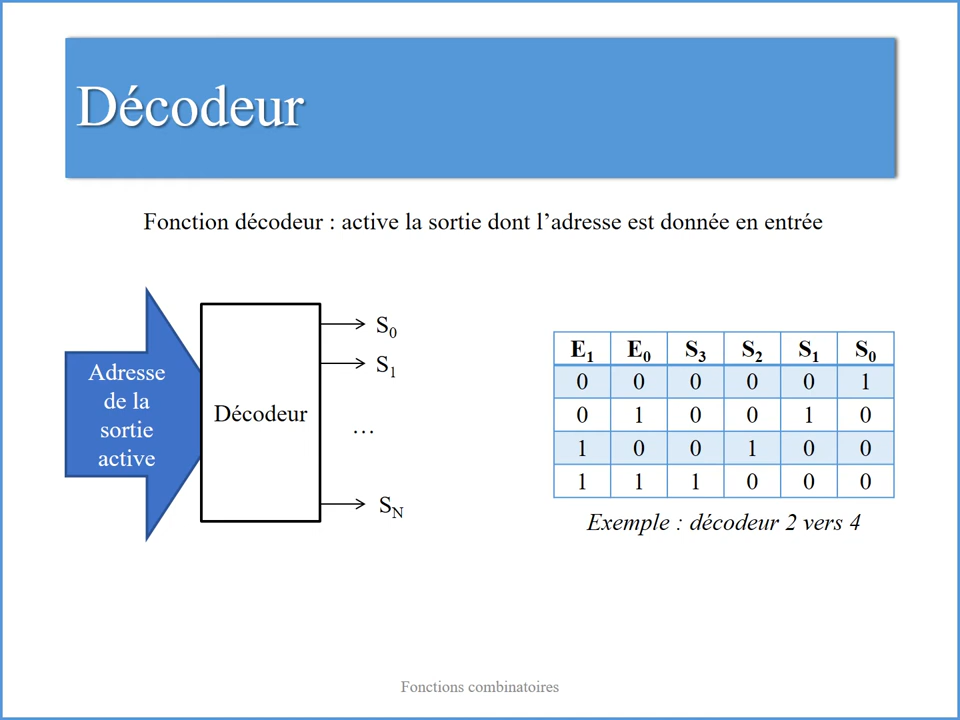 Décodeur
Fonction décodeur : active la sortie dont l’adresse est donnée en entrée
Adresse
de la
sortie
active
Décodeur
S0
S1
…
SN
E1 E0 S3 S2 S1 S0
0 0 0 0 0 1
0 1 0 0 1 0
1 0 0 1 0 0
1 1 1 0 0 0
Exemple : décodeur 2 vers 4
Fonctions combinatoires